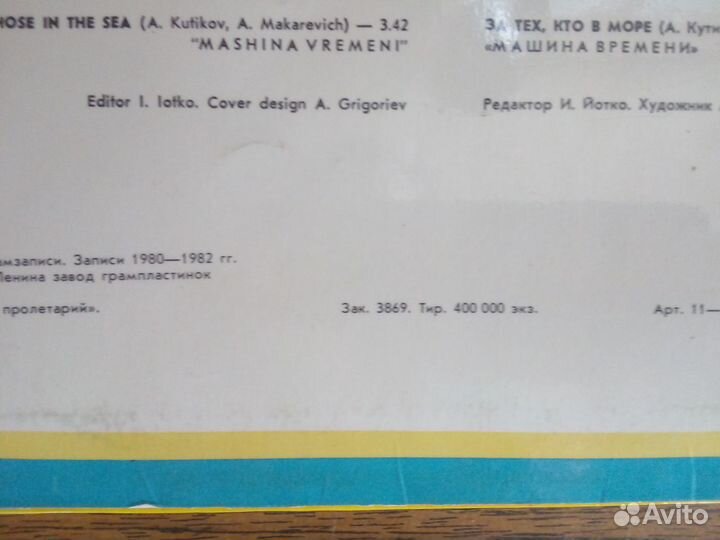 HOSE IN THE SEA (A. Kutikov, A. Makarevich) — 3.42
"MASHINA VREMENI"
Editor I. Iotko. Cover design A. Grigoriev
ЗА ТЕХ, КТО В МОРЕ (А. Кути
«МАШИНА ВРЕМЕНИ»
Редактор И. Йотко. Художник
мзаписи. Записи 1980—1982 гг.
Ленина завод грампластинок
пролетарий».
Зак. 3869. Тир. 400 000 экз.
Арт. 11—
Avito